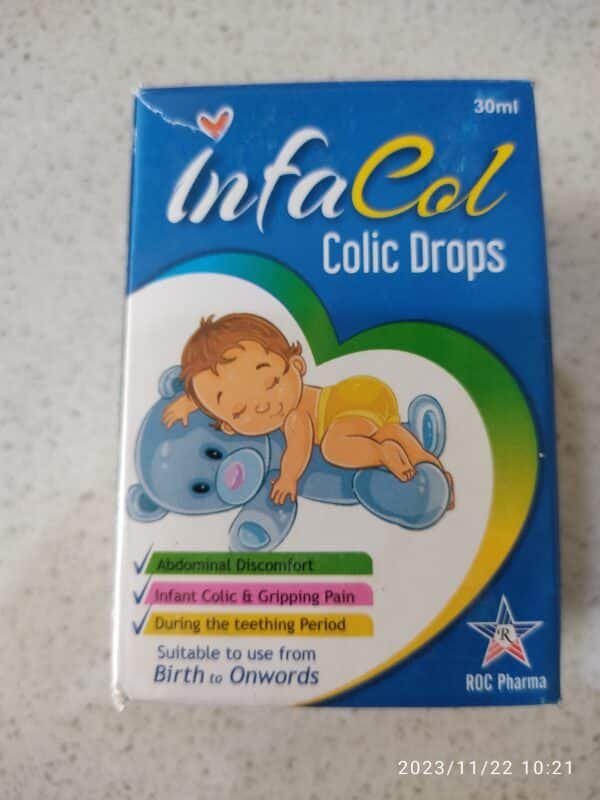 30ml
infaCol
Colic Drops
Abdominal Discomfort
Infant Colic & Gripping Pain
During the teething Period
Suitable to use from
Birth to Onwords
R
ROC Pharma
2023/11/22 10:21